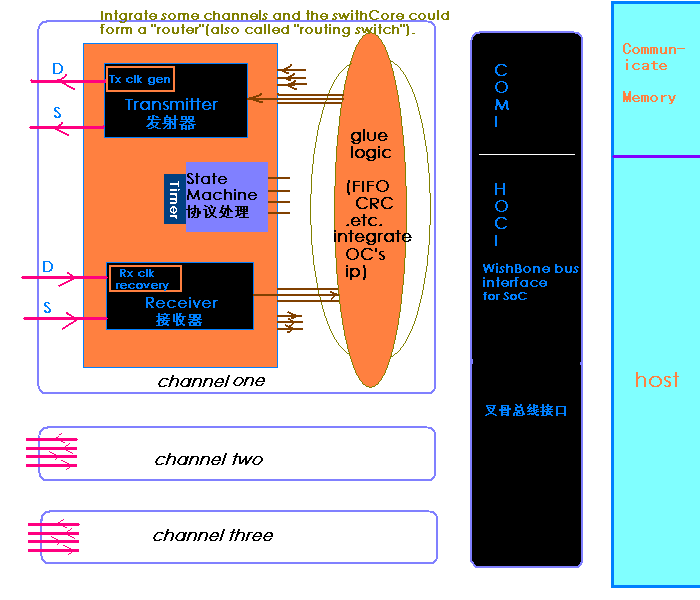 Intgrate some channels and the swithCore could
form a "router"(also called "routing switch").
D
Tx clk gen
Transmitter
发射器
S
State
Machine
协议处理
Timer
D
Rx clk
recovery
Receiver
接收器
S
channel one
glue
logic
(FIFO
CRC
.etc.
integrate
OC's
ip)
channel two
channel three
COMI
HOCI
WishBone bus
interface
for SoC
叉骨总线接口
Commun-
icate
Memory
host